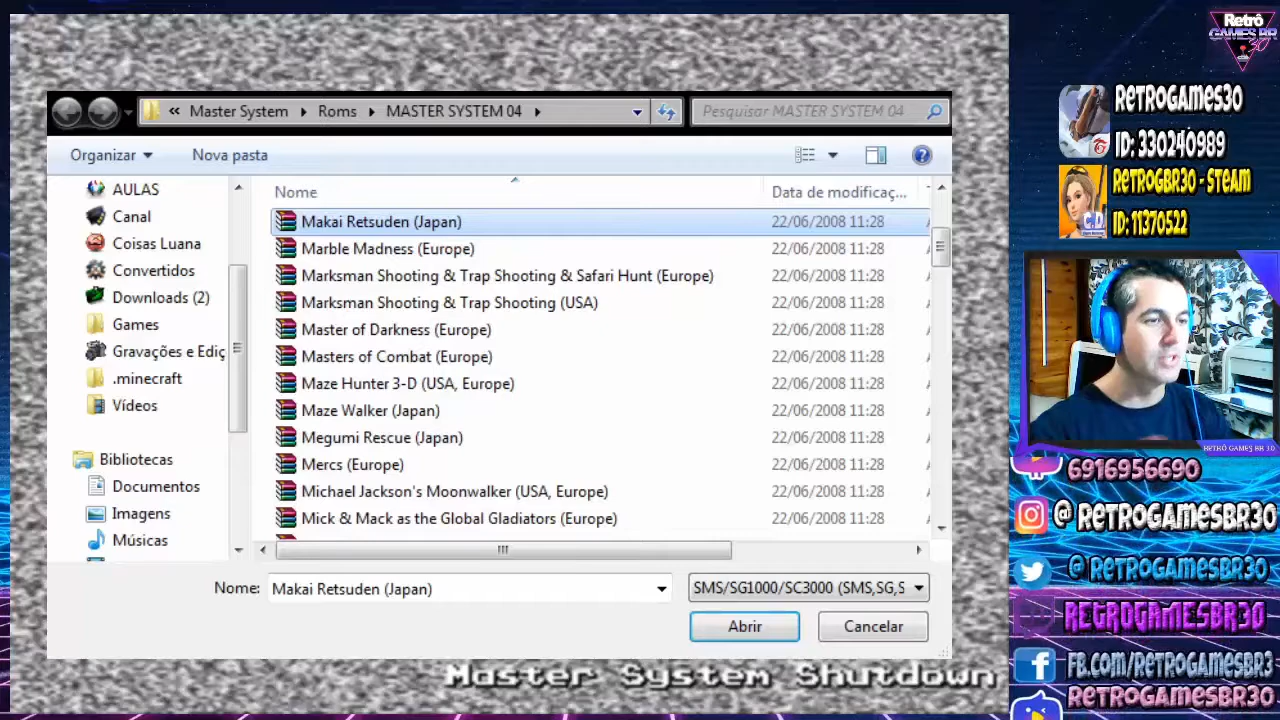 Retrô
GAMES BR
30
« Master System Roms MASTER SYSTEM 04
Pesquisar MASTER SYSTEM 04
Organizar
Nova pasta
AULAS
Canal
Coisas Luana
Convertidos
Downloads (2)
Games
Gravações e Ediç
.minecraft
Vídeos
Bibliotecas
Documentos
Imagens
Músicas
Nome Data de modificaç...
Makai Retsuden (Japan) 22/06/2008 11:28
Marble Madness (Europe) 22/06/2008 11:28
Marksman Shooting & Trap Shooting & Safari Hunt (Europe) 22/06/2008 11:28
Marksman Shooting & Trap Shooting (USA) 22/06/2008 11:28
Master of Darkness (Europe) 22/06/2008 11:28
Masters of Combat (Europe) 22/06/2008 11:28
Maze Hunter 3-D (USA, Europe) 22/06/2008 11:28
Maze Walker (Japan) 22/06/2008 11:28
Megumi Rescue (Japan) 22/06/2008 11:28
Mercs (Europe) 22/06/2008 11:28
Michael Jackson's Moonwalker (USA, Europe) 22/06/2008 11:28
Mick & Mack as the Global Gladiators (Europe) 22/06/2008 11:28
Nome: Makai Retsuden (Japan)
SMS/SG1000/SC3000 (SMS,SG,S
Abrir
Cancelar
Master System Shutdown
RETROGAMES30
ID: 330240989
RETROGBR30 - STEAM
ID: 11370522
RETRÔ GAMES BR 30
6916956690
@ RETROGAMESBR30
@ RETROGAMESBR30
REGROGAMESBR30
FB.COM/RETROGAMESBR3
RETROGAMESBR30